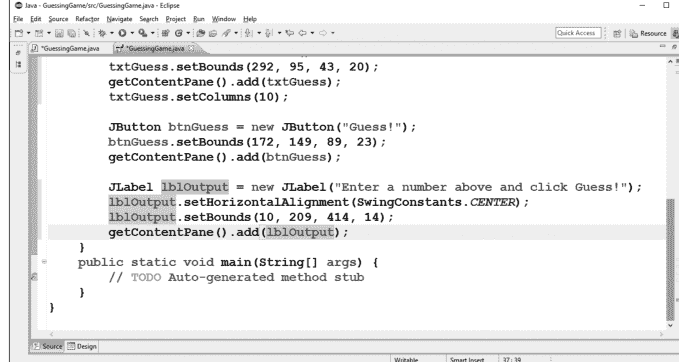 Java - GuessingGame/src/GuessingGame.java - Eclipse
File Edit Source Refactor Navigate Search Project Run Window Help
Quick Access Resource
*GuessingGame.java *GuessingGame.java
txtGuess.setBounds(292, 95, 43, 20);
getContentPane().add(txtGuess);
txtGuess.setColumns(10);
JButton btnGuess = new JButton("Guess!");
btnGuess.setBounds(172, 149, 89, 23);
getContentPane().add(btnGuess);
JLabel lblOutput = new JLabel("Enter a number above and click Guess!");
lblOutput.setHorizontalAlignment(SwingConstants.CENTER);
lblOutput.setBounds(10, 209, 414, 14);
getContentPane().add(lblOutput);
}
public static void main(String[] args) {
// TODO Auto-generated method stub
}
}
Source Design
Writable Smart Insert 37 : 39